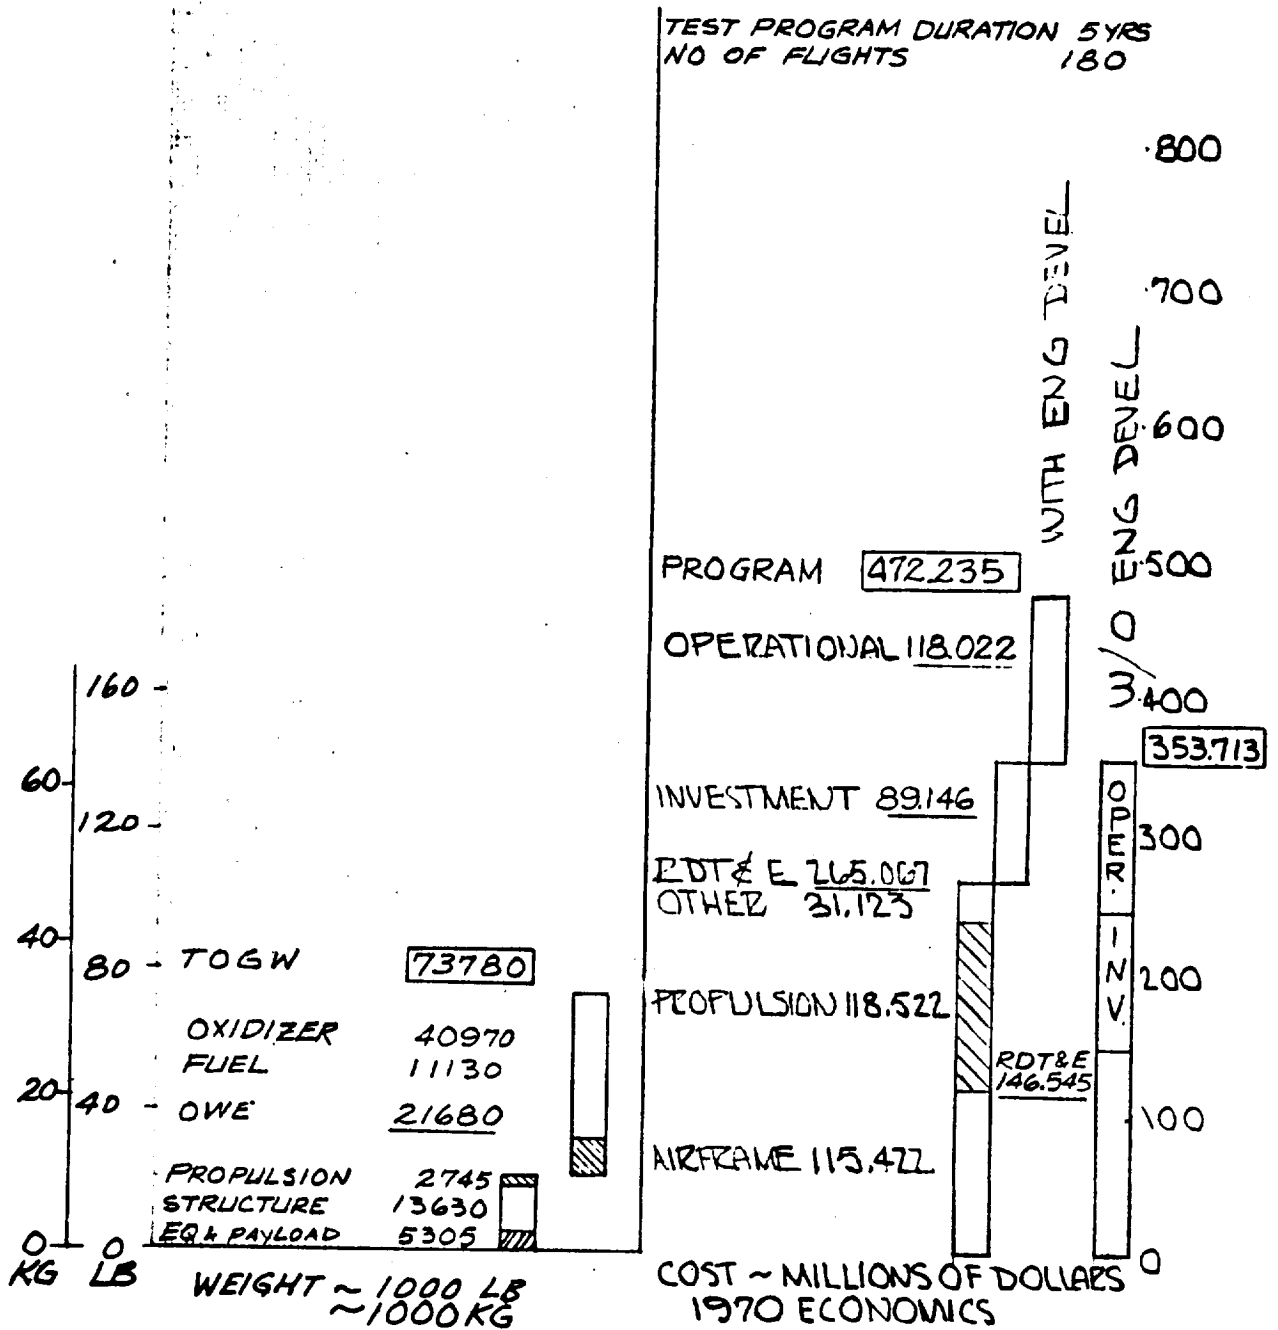 TEST PROGRAM DURATION 5 YRS
NO OF FLIGHTS 180
800
700
600
500
400
300
200
100
0
WITH ENG DEVEL
W/O ENG DEVEL
PROGRAM 472.235
OPERATIONAL 118.022
353.713
INVESTMENT 89.146
RDT & E 265.067
OTHER 31.123
PROPULSION 118.522
AIRFRAME 115.422
OPER.
INV.
RDT&E
146.545
COST ~ MILLIONS OF DOLLARS
1970 ECONOMICS
160
120
80
40
0
LB
60
40
20
0
KG
TOGW 73780
OXIDIZER 40970
FUEL 11130
OWE 21680
PROPULSION 2745
STRUCTURE 13630
EQ & PAYLOAD 5305
WEIGHT ~ 1000 LB
~ 1000 KG